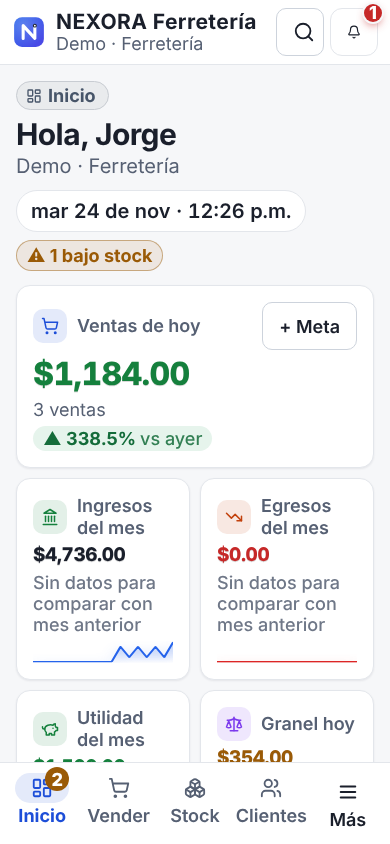 NEXORA Ferretería
Demo · Ferretería
1
Inicio
Hola, Jorge
Demo · Ferretería
mar 24 de nov · 12:26 p.m.
1 bajo stock
Ventas de hoy
+ Meta
$1,184.00
3 ventas
▲ 338.5% vs ayer
Ingresos
del mes
$4,736.00
Sin datos para
comparar con
mes anterior
Egresos
del mes
$0.00
Sin datos para
comparar con
mes anterior
Utilidad
del mes
Granel hoy
$354.00
2
Inicio
Vender
Stock
Clientes
Más